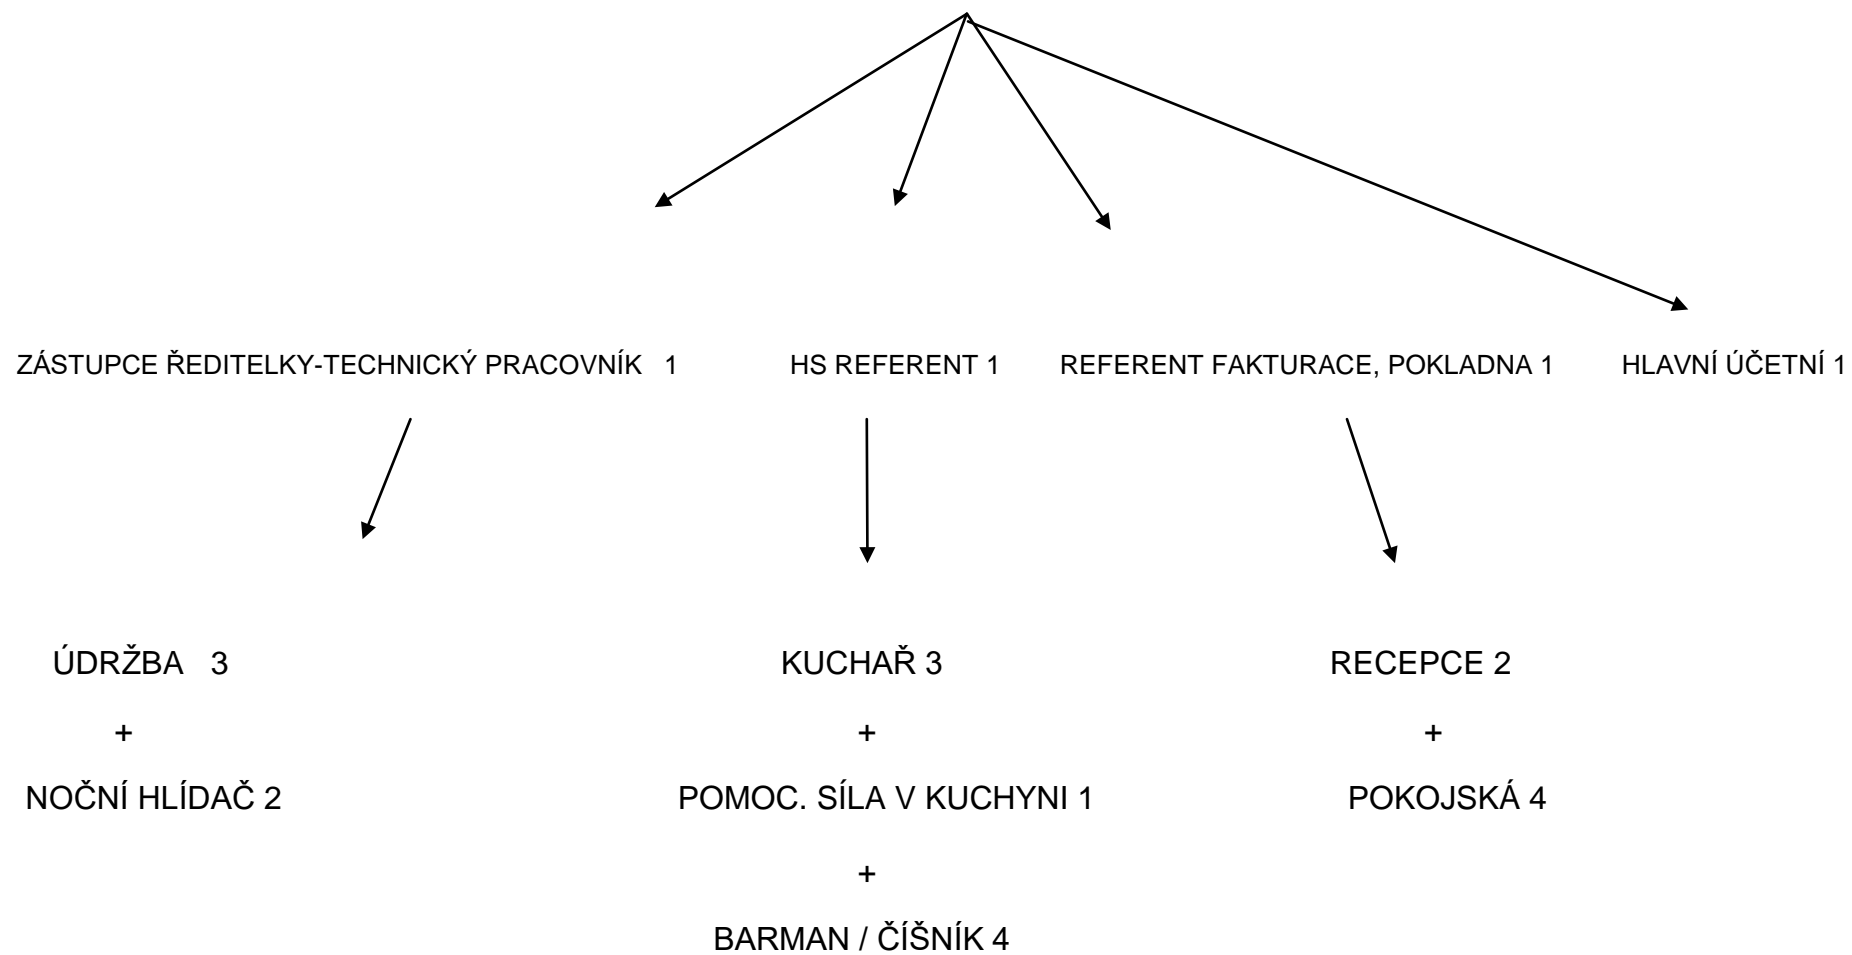 ZÁSTUPCE ŘEDITELKY-TECHNICKÝ PRACOVNÍK 1 HS REFERENT 1 REFERENT FAKTURACE, POKLADNA 1 HLAVNÍ ÚČETNÍ 1
ÚDRŽBA 3 KUCHAŘ 3 RECEPCE 2
+ + +
NOČNÍ HLÍDAČ 2 POMOC. SÍLA V KUCHYNI 1 POKOJSKÁ 4
+
BARMAN / ČÍŠNÍK 4